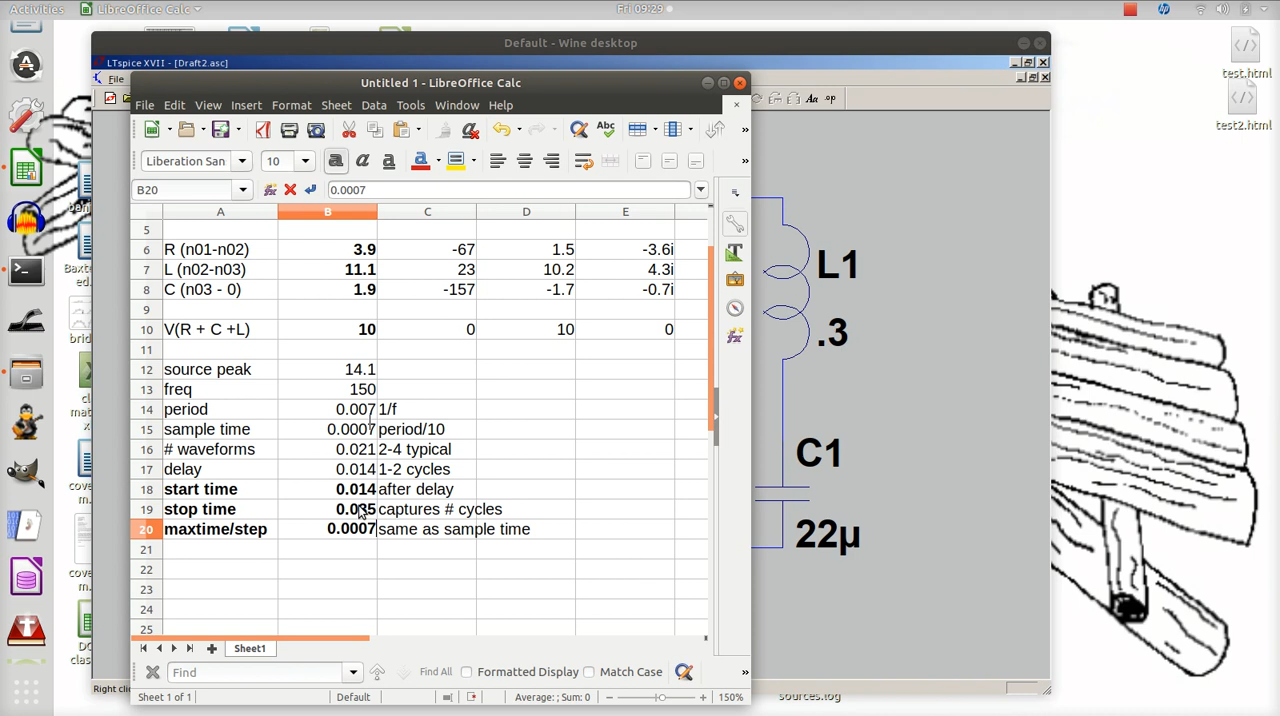 Activities LibreOffice Calc Fri 09:29
Default - Wine desktop
test.html
test2.html
LTspice XVII - [Draft2.asc]
File
Untitled 1 - LibreOffice Calc
File Edit View Insert Format Sheet Data Tools Window Help
Liberation San 10
B20 0.0007
A B C D E
5
6 R (n01-n02) 3.9 -67 1.5 -3.6i
7 L (n02-n03) 11.1 23 10.2 4.3i
8 C (n03 - 0) 1.9 -157 -1.7 -0.7i
9
10 V(R + C +L) 10 0 10 0
11
12 source peak 14.1
13 freq 150
14 period 0.007 1/f
15 sample time 0.0007 period/10
16 # waveforms 0.021 2-4 typical
17 delay 0.014 1-2 cycles
18 start time 0.014 after delay
19 stop time 0.035 captures # cycles
20 maxtime/step 0.0007 same as sample time
21
22
23
24
25
Sheet1
Find Find All Formatted Display Match Case
Sheet 1 of 1 Default Average: ; Sum: 0 150%
L1
.3
C1
22µ
Right clic
sources.log